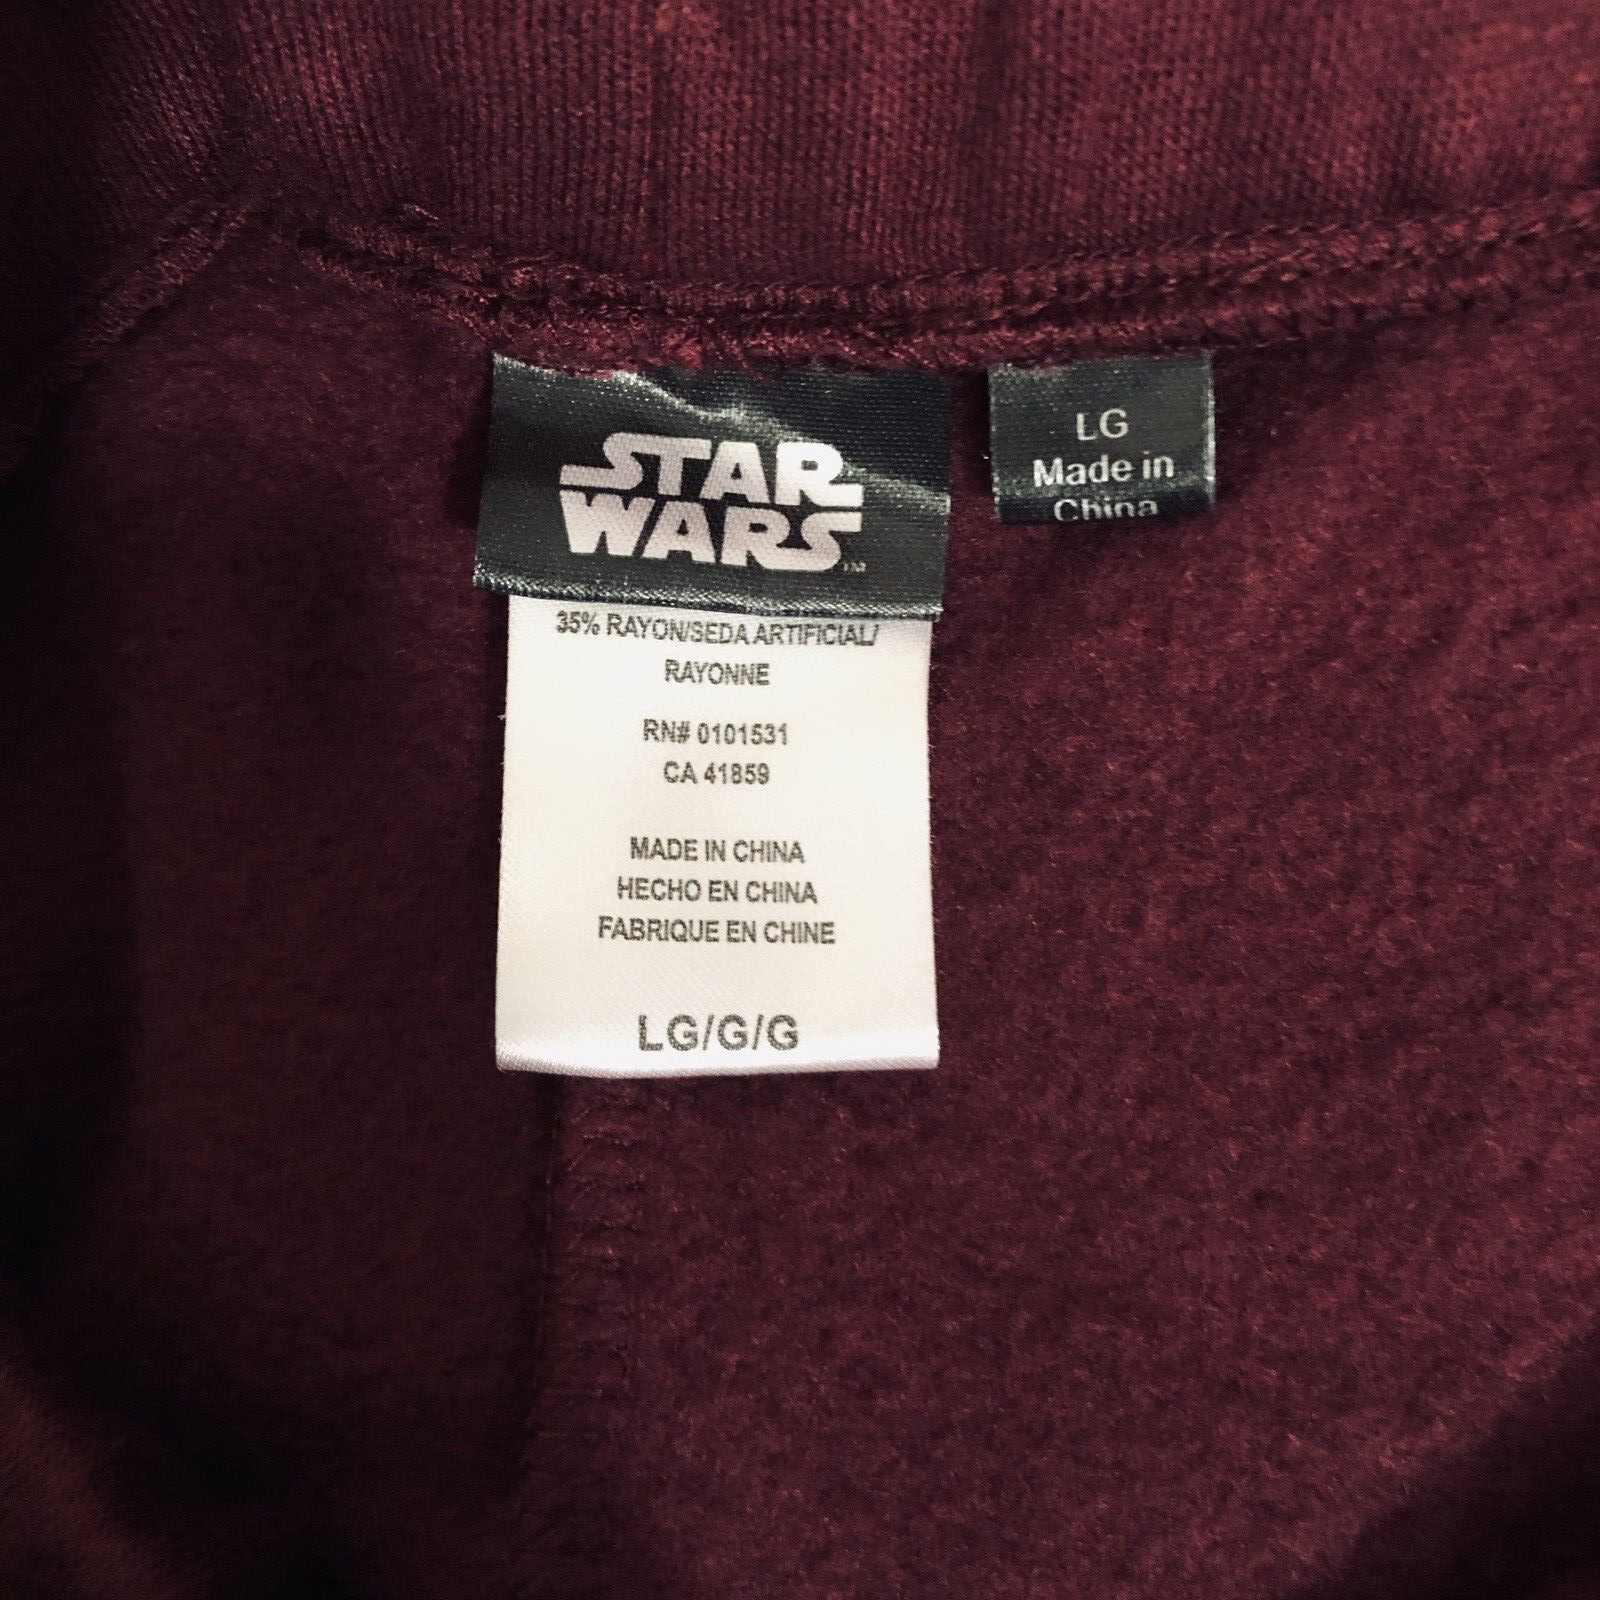 STAR
WARS
TM
LG
Made in
China
35% RAYON/SEDA ARTIFICIAL/
RAYONNE
RN# 0101531
CA 41859
MADE IN CHINA
HECHO EN CHINA
FABRIQUE EN CHINE
LG/G/G